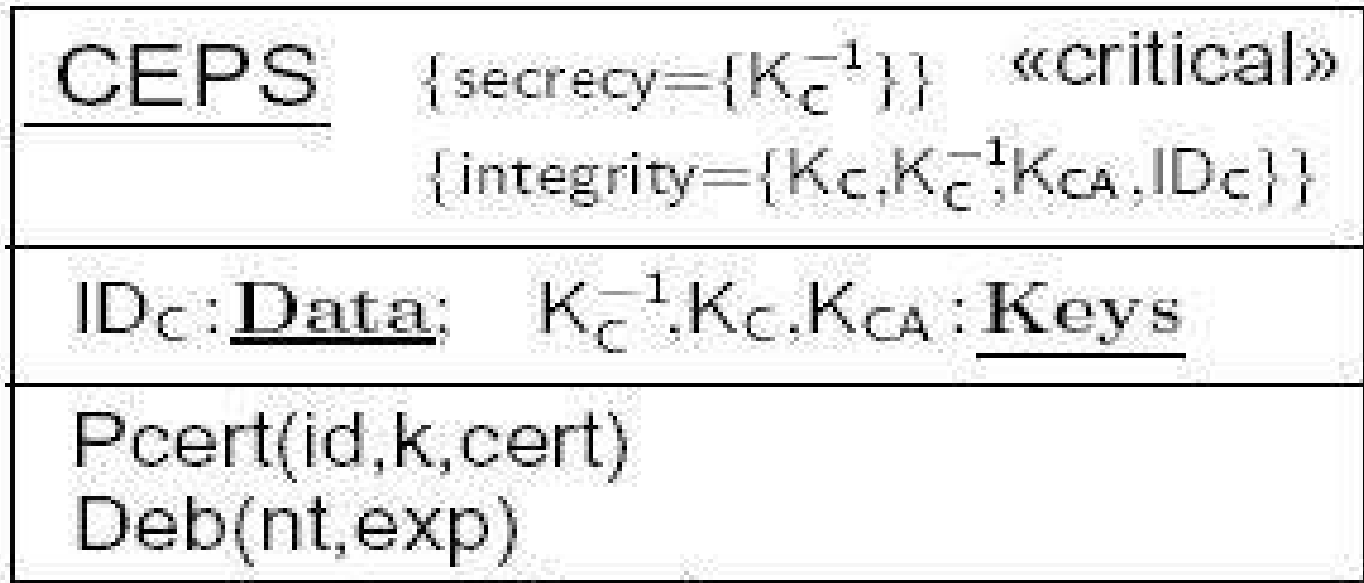 CEPS {secrecy={K_C^{-1}}} «critical»
{integrity={K_C,K_C^{-1},K_CA,ID_C}}
ID_C:Data; K_C^{-1},K_C,K_CA:Keys
Pcert(id,k,cert)
Deb(nt,exp)